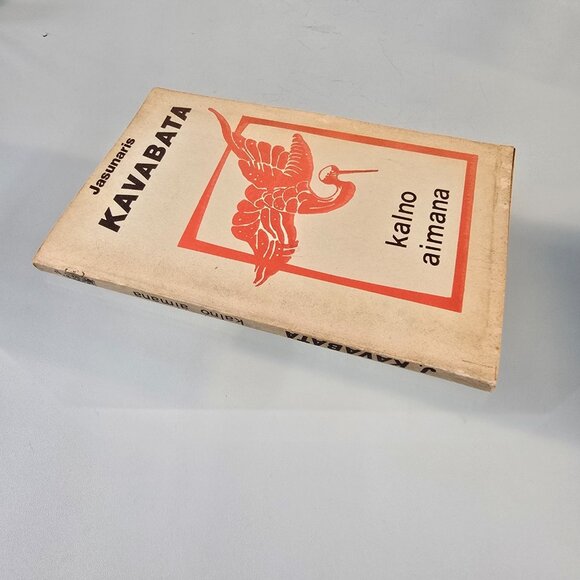 Jasunaris
KAVABATA
kalno
aimana
J. KAVABATA
kalno aimana